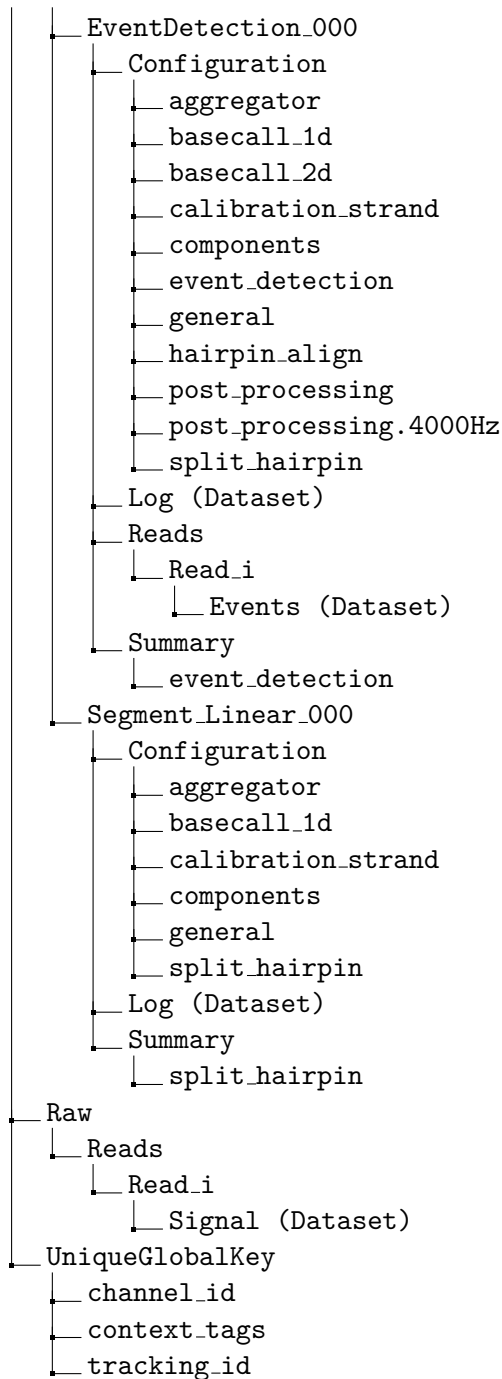 EventDetection_000
Configuration
aggregator
basecall_1d
basecall_2d
calibration_strand
components
event_detection
general
hairpin_align
post_processing
post_processing.4000Hz
split_hairpin
Log (Dataset)
Reads
Read_i
Events (Dataset)
Summary
event_detection
Segment_Linear_000
Configuration
aggregator
basecall_1d
calibration_strand
components
general
split_hairpin
Log (Dataset)
Summary
split_hairpin
Raw
Reads
Read_i
Signal (Dataset)
UniqueGlobalKey
channel_id
context_tags
tracking_id